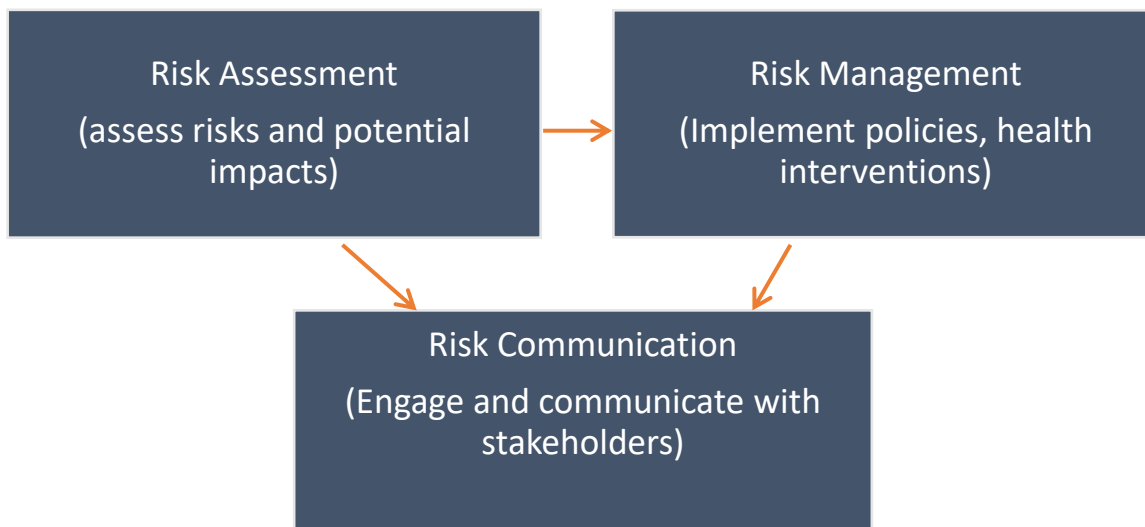 Risk Assessment
(assess risks and potential
impacts)
Risk Management
(Implement policies, health
interventions)
Risk Communication
(Engage and communicate with
stakeholders)